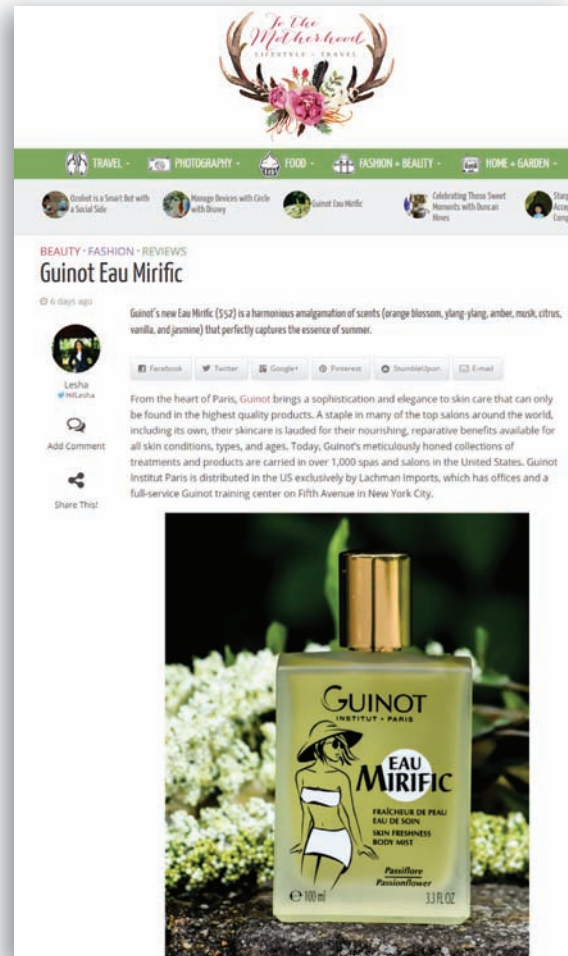 To the
Motherhood
LIFESTYLE + TRAVEL
TRAVEL
PHOTOGRAPHY
FOOD
FASHION + BEAUTY
HOME + GARDEN
Ozobot is a Smart Bot with
a Social Side
Manage Devices with Circle
with Disney
Guinot Eau Mirific
Celebrating Those Sweet
Moments with Duncan
Hines
BEAUTY · FASHION · REVIEWS
Guinot Eau Mirific
6 days ago
Guinot's new Eau Mirific ($52) is a harmonious amalgamation of scents (orange blossom, ylang-ylang, amber, musk, citrus,
vanilla, and jasmine) that perfectly captures the essence of summer.
Lesha
HilLesha
Add Comment
Share This!
Facebook
Twitter
Google+
Pinterest
StumbleUpon
E-mail
From the heart of Paris, Guinot brings a sophistication and elegance to skin care that can only
be found in the highest quality products. A staple in many of the top salons around the world,
including its own, their skincare is lauded for their nourishing, reparative benefits available for
all skin conditions, types, and ages. Today, Guinot's meticulously honed collections of
treatments and products are carried in over 1,000 spas and salons in the United States. Guinot
Institut Paris is distributed in the US exclusively by Lachman Imports, which has offices and a
full-service Guinot training center on Fifth Avenue in New York City.
GUINOT
INSTITUT • PARIS
EAU
MIRIFIC
FRAÎCHEUR DE PEAU
EAU DE SOIN
SKIN FRESHNESS
BODY MIST
Passiflore
Passionflower
℮ 100 ml
3.3 FL OZ